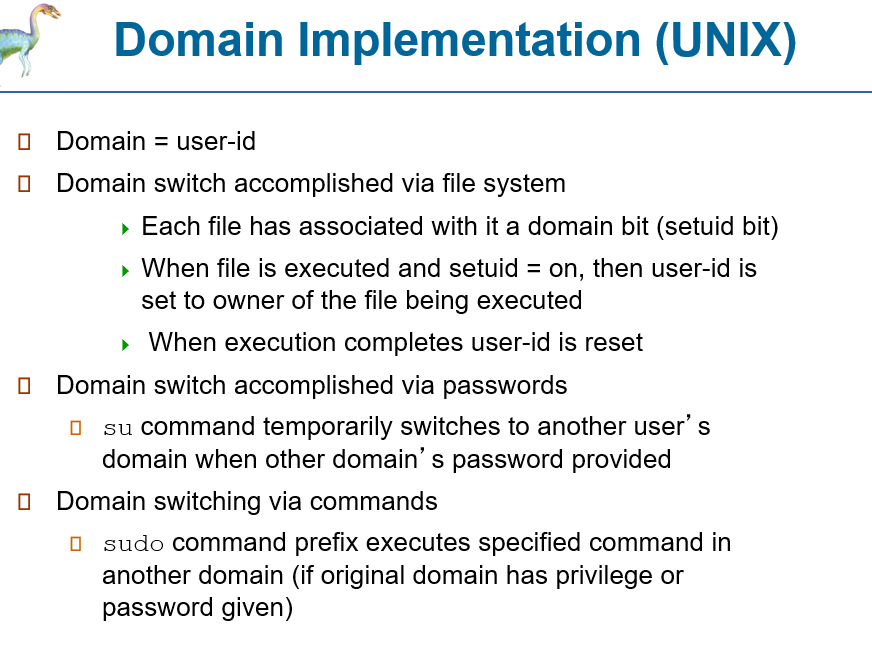 Domain Implementation (UNIX)
Domain = user-id
Domain switch accomplished via file system
Each file has associated with it a domain bit (setuid bit)
When file is executed and setuid = on, then user-id is
set to owner of the file being executed
When execution completes user-id is reset
Domain switch accomplished via passwords
su command temporarily switches to another user’s
domain when other domain’s password provided
Domain switching via commands
sudo command prefix executes specified command in
another domain (if original domain has privilege or
password given)